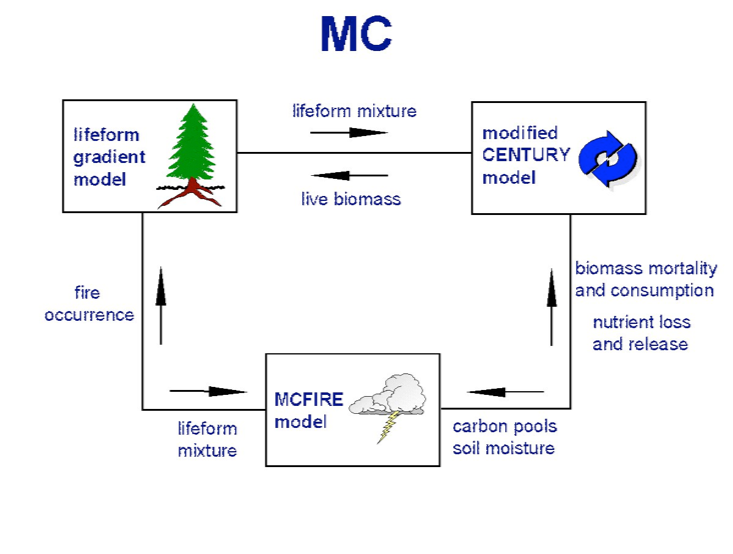 MC
lifeform
gradient
model
lifeform mixture
live biomass
modified
CENTURY
model
fire
occurrence
biomass mortality
and consumption
nutrient loss
and release
MCFIRE
model
lifeform
mixture
carbon pools
soil moisture